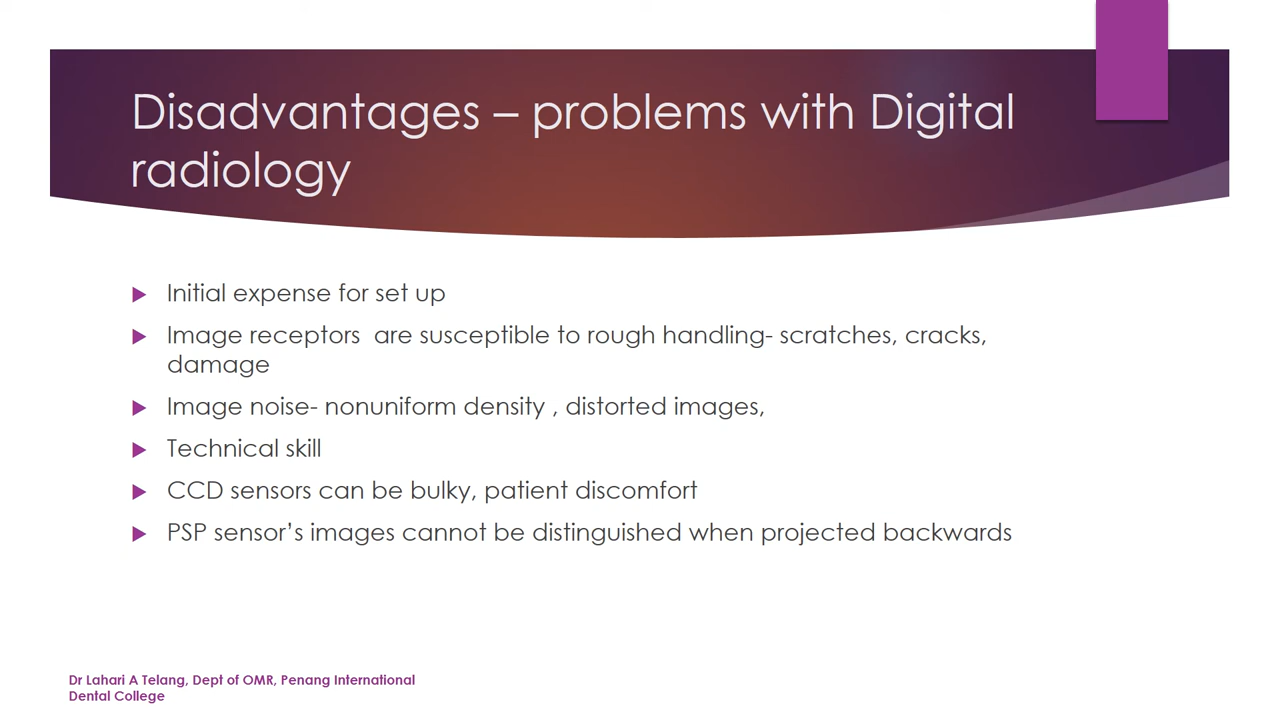 Disadvantages – problems with Digital
radiology
Initial expense for set up
Image receptors  are susceptible to rough handling- scratches, cracks,
damage
Image noise- nonuniform density , distorted images,
Technical skill
CCD sensors can be bulky, patient discomfort
PSP sensor’s images cannot be distinguished when projected backwards
Dr Lahari A Telang, Dept of OMR, Penang International
Dental College